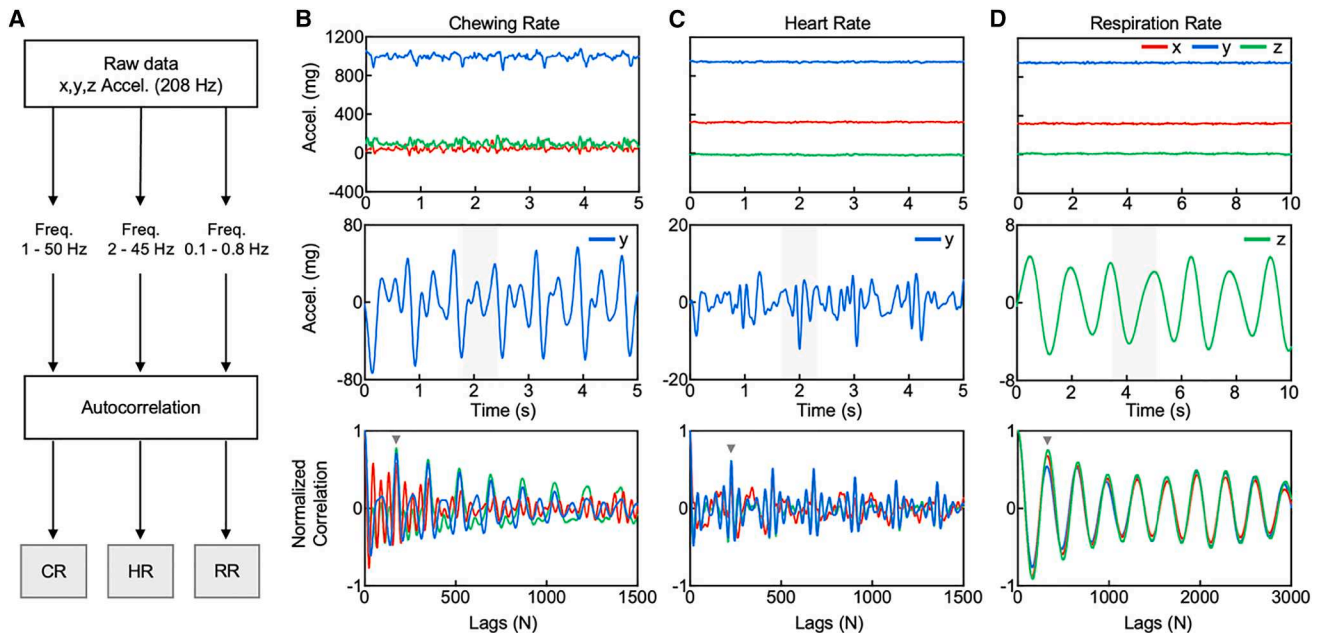 A
Raw data
x,y,z Accel. (208 Hz)
Freq.
1 - 50 Hz
Freq.
2 - 45 Hz
Freq.
0.1 - 0.8 Hz
Autocorrelation
CR
HR
RR
B
Chewing Rate
Accel. (mg)
1200
800
400
0
-400
0 1 2 3 4 5
Accel. (mg)
80
0
-80
y
0 1 2 3 4 5
Time (s)
Normalized
Correlation
1
0
-1
0 500 1000 1500
Lags (N)
C
Heart Rate
0 1 2 3 4 5
20
0
-20
y
0 1 2 3 4 5
Time (s)
1
0
-1
0 500 1000 1500
Lags (N)
D
Respiration Rate
x y z
0 2 4 6 8 10
8
0
-8
z
0 2 4 6 8 10
Time (s)
1
0
-1
0 1000 2000 3000
Lags (N)